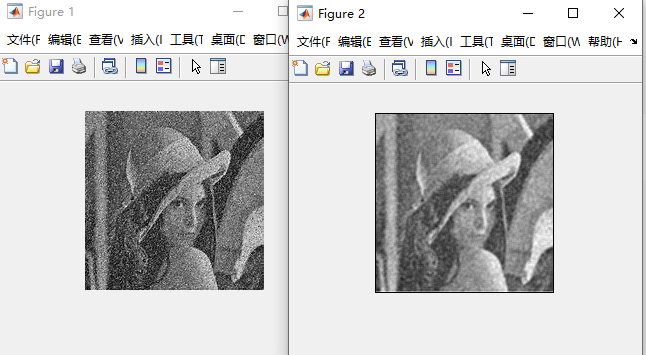 Figure 1
文件(F 编辑(E 查看(V 插入(I 工具(T 桌面(D 窗口(W
Figure 2
文件(F 编辑(E 查看(V 插入(I 工具(T 桌面(D 窗口(W 帮助(H